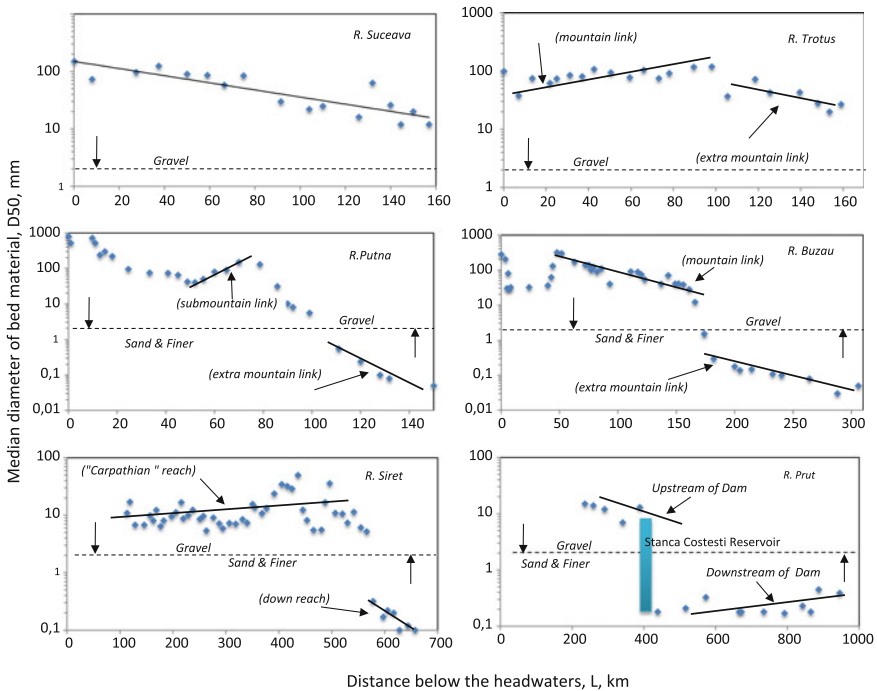 Median diameter of bed material, D50, mm
R. Suceava
100
10
1
Gravel
0 20 40 60 80 100 120 140 160
R. Trotus
1000
100
10
1
(mountain link)
(extra mountain link)
Gravel
0 20 40 60 80 100 120 140 160
R.Putna
1000
100
10
1
0,1
0,01
(submountain link)
Gravel
Sand & Finer
(extra mountain link)
0 20 40 60 80 100 120 140
R. Buzau
1000
100
10
1
0,1
0,01
(mountain link)
Gravel
Sand & Finer
(extra mountain link)
0 50 100 150 200 250 300
R. Siret
100
10
1
0,1
("Carpathian " reach)
Gravel
Sand & Finer
(down reach)
0 100 200 300 400 500 600 700
R. Prut
100
10
1
0,1
Upstream of Dam
Stanca Costesti Reservoir
Gravel
Sand & Finer
Downstream of Dam
0 200 400 600 800 1000
Distance below the headwaters, L, km